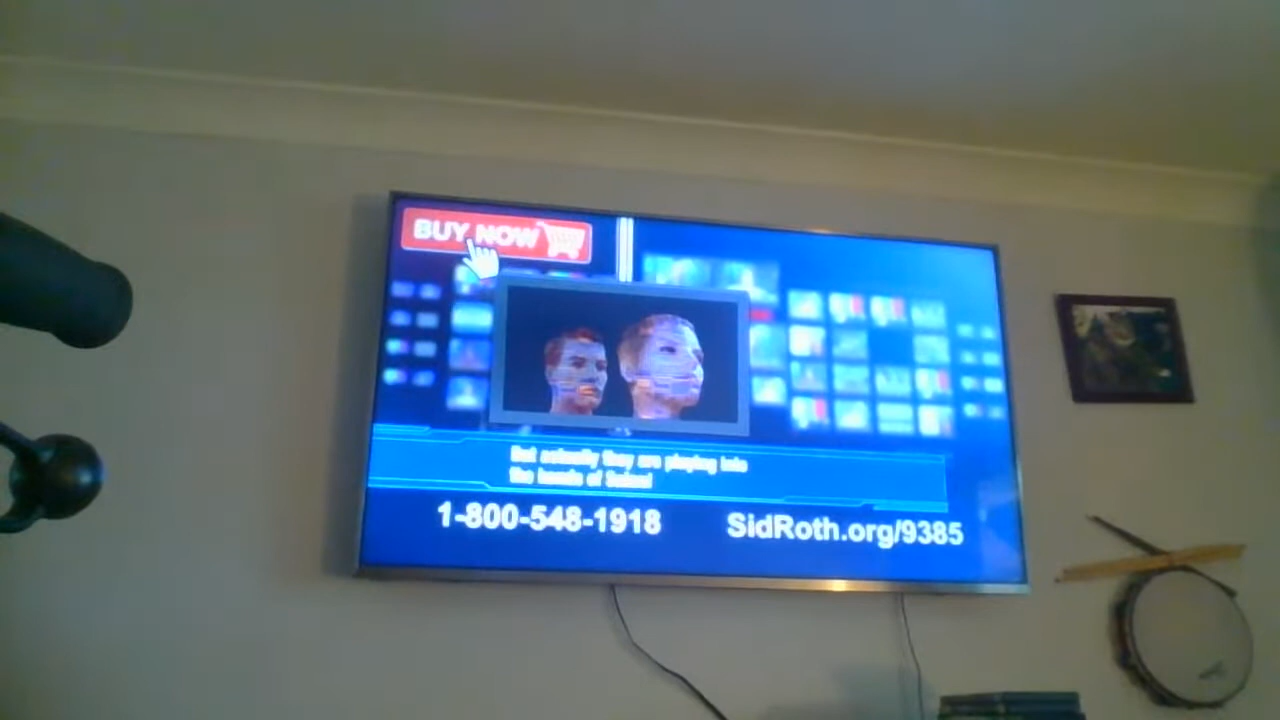 BUY NOW
But actually they are playing into
the hands of Satan!
1-800-548-1918
SidRoth.org/9385